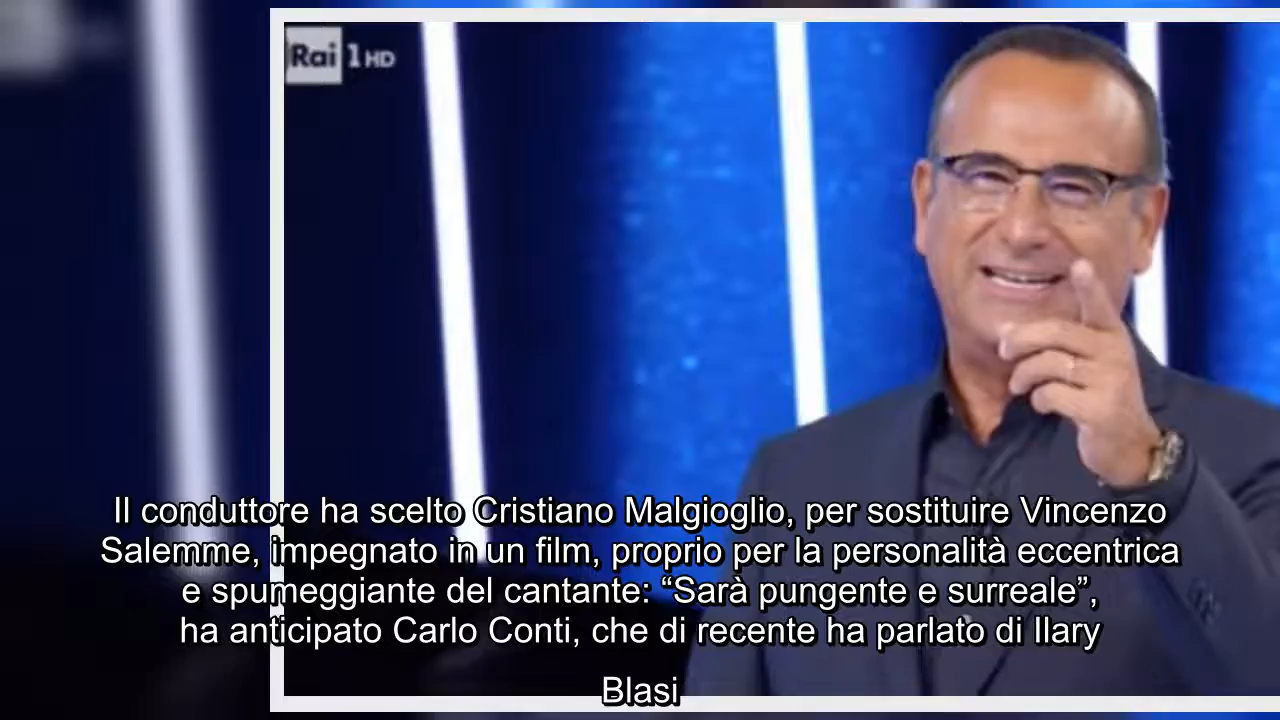 Rai 1 HD
Il conduttore ha scelto Cristiano Malgioglio, per sostituire Vincenzo
Salemme, impegnato in un film, proprio per la personalità eccentrica
e spumeggiante del cantante: “Sarà pungente e surreale”,
ha anticipato Carlo Conti, che di recente ha parlato di Ilary
Blasi